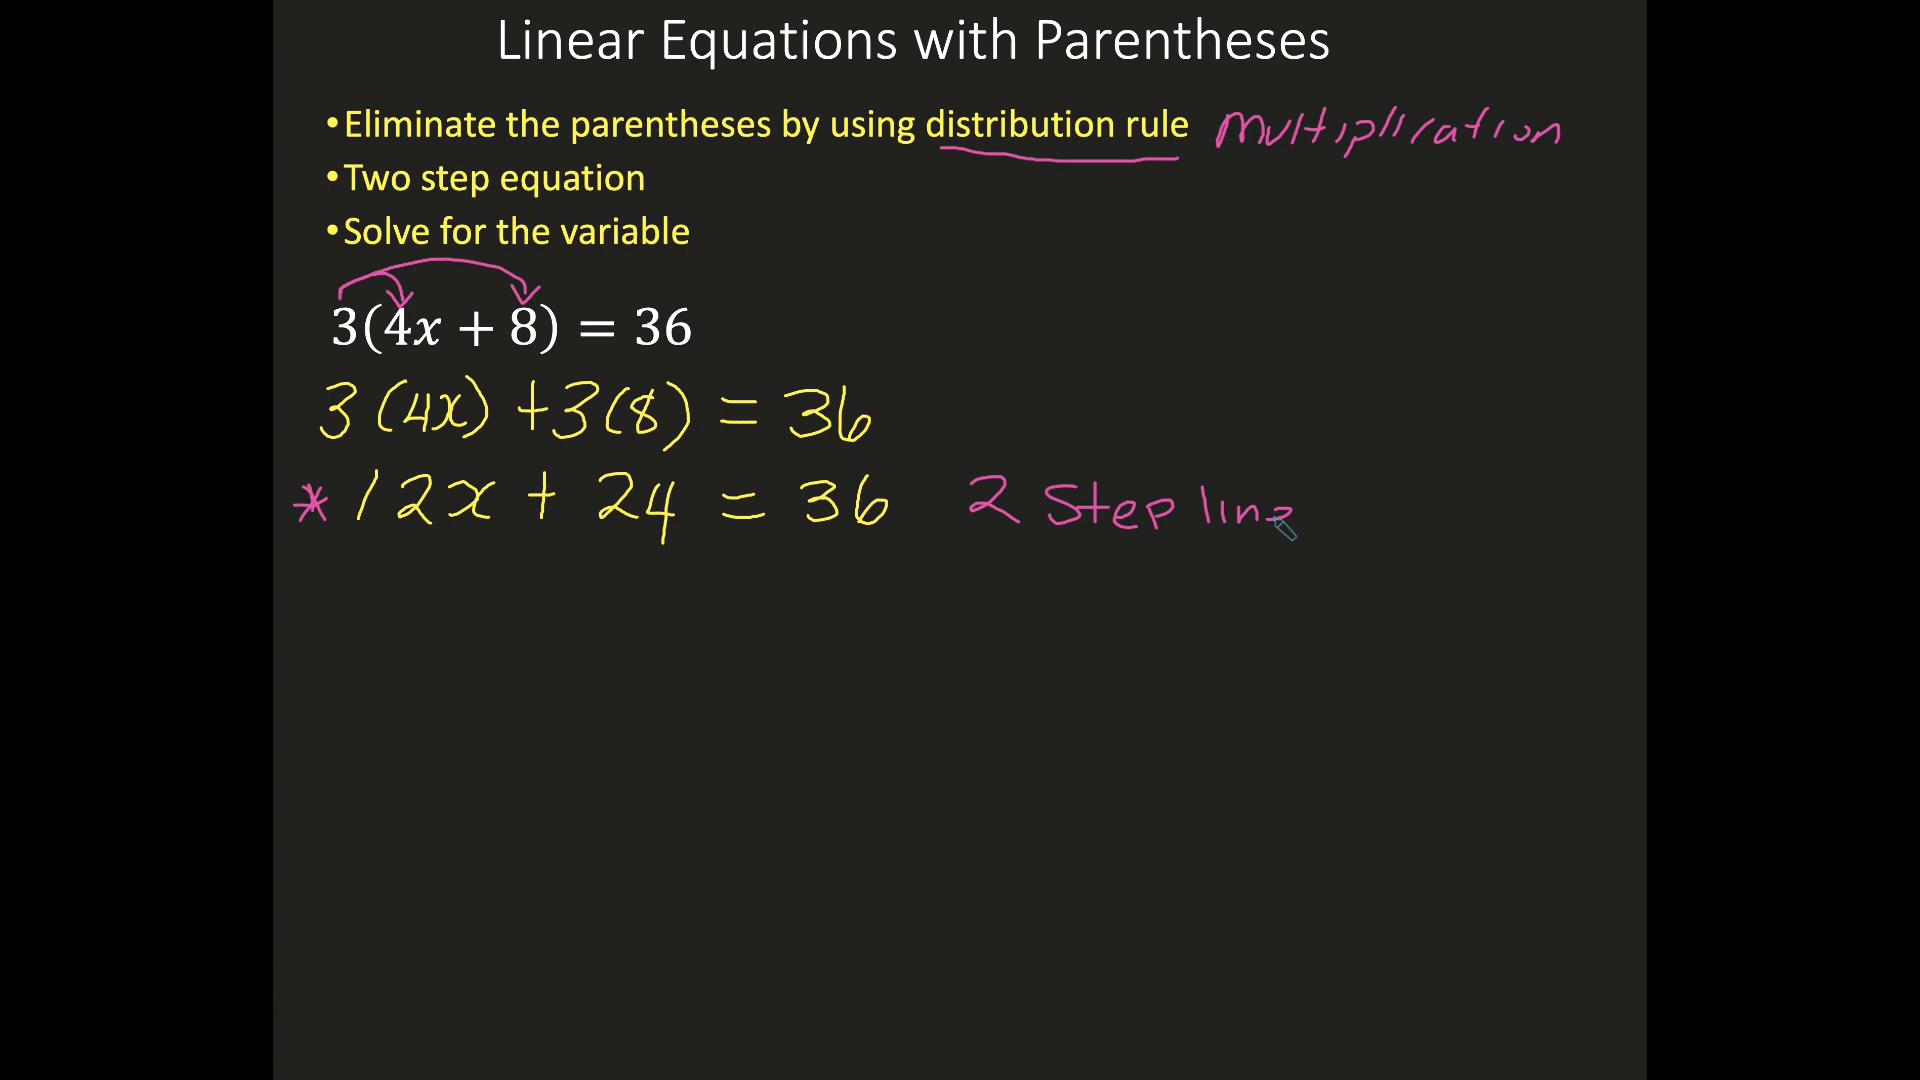 Linear Equations with Parentheses
•Eliminate the parentheses by using distribution rule multiplication
•Two step equation
•Solve for the variable
3(4x + 8) = 36
3(4x) + 3(8) = 36
* 12x + 24 = 36 2 Step line